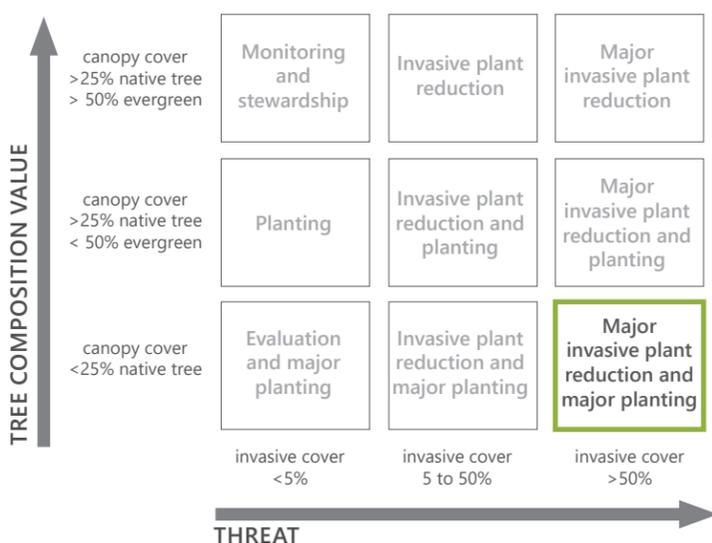 TREE COMPOSITION VALUE
canopy cover
>25% native tree
> 50% evergreen
Monitoring
and
stewardship
Invasive plant
reduction
Major
invasive plant
reduction
canopy cover
>25% native tree
< 50% evergreen
Planting
Invasive plant
reduction and
planting
Major
invasive plant
reduction and
planting
canopy cover
<25% native tree
Evaluation
and major
planting
Invasive plant
reduction and
major planting
Major
invasive plant
reduction and
major planting
invasive cover
<5%
invasive cover
5 to 50%
invasive cover
>50%
THREAT